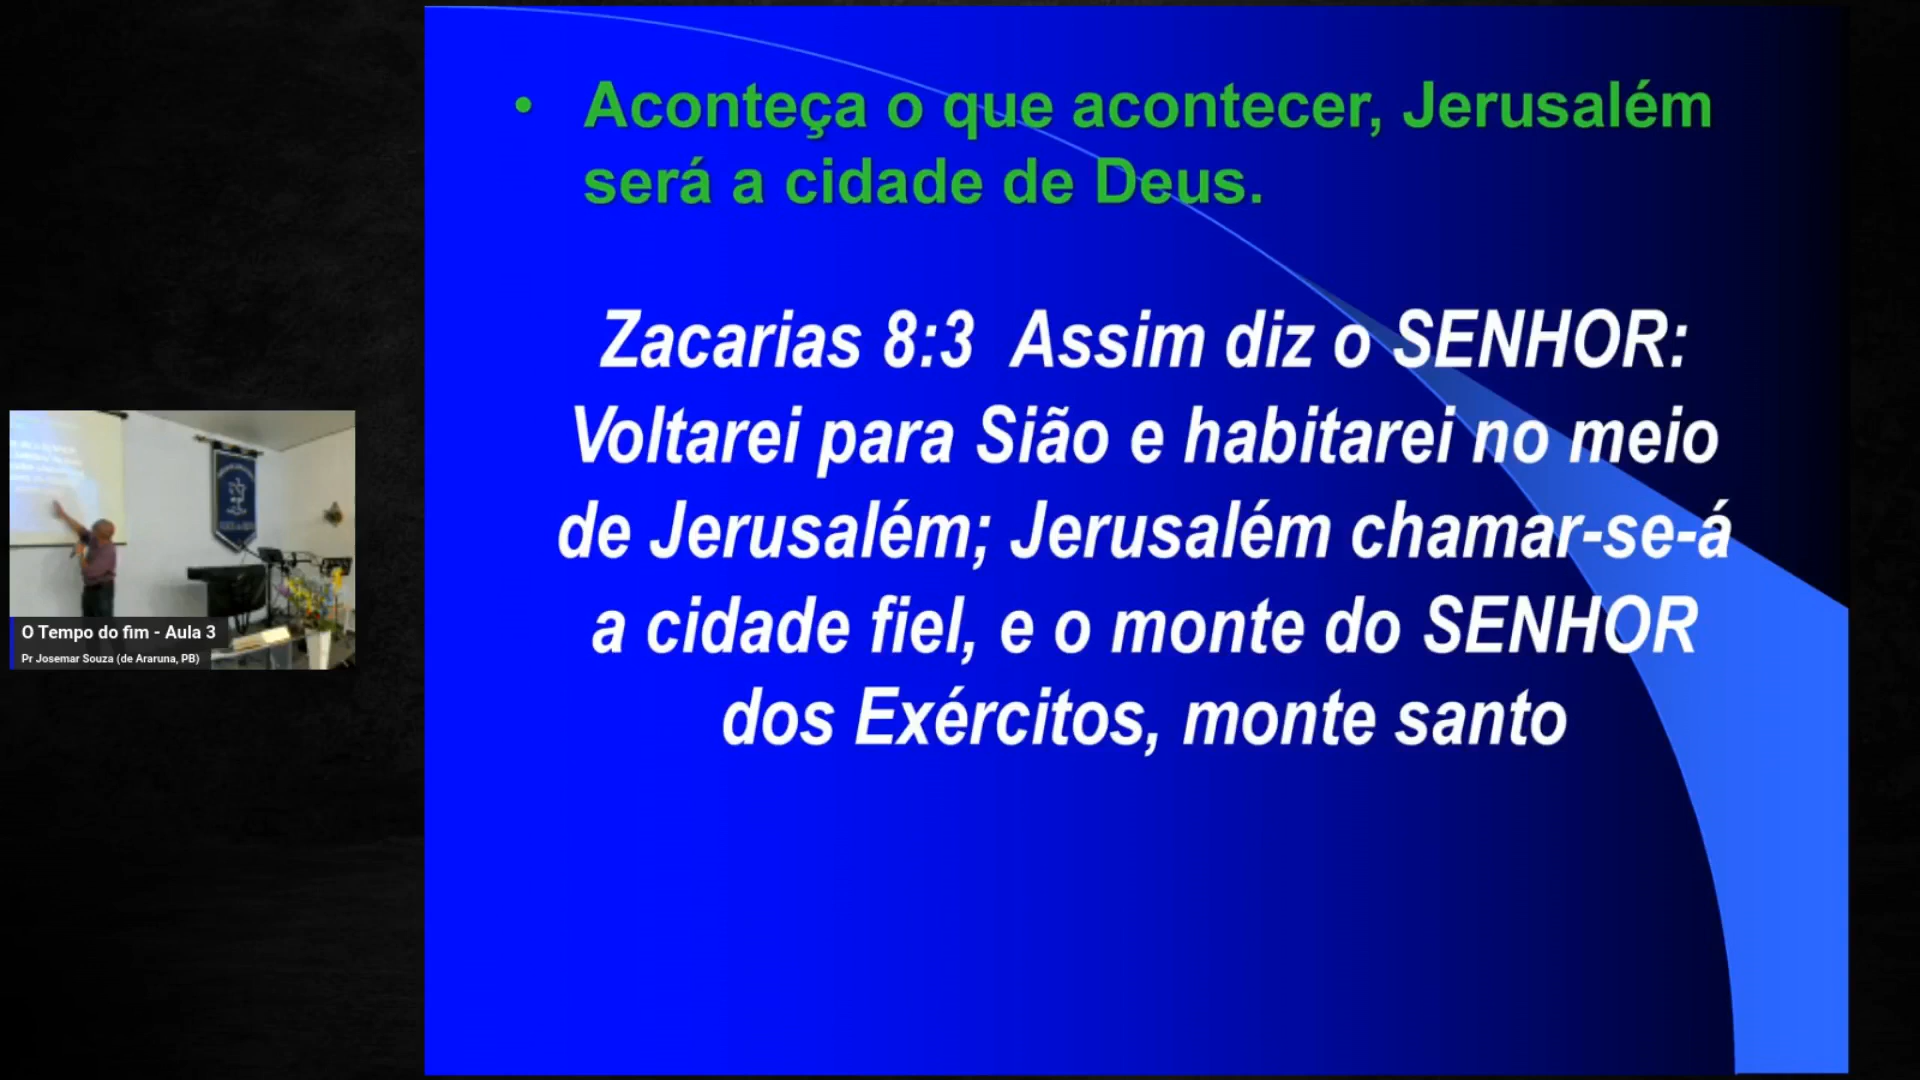 • Aconteça o que acontecer, Jerusalém
será a cidade de Deus.
Zacarias 8:3 Assim diz o SENHOR:
Voltarei para Sião e habitarei no meio
de Jerusalém; Jerusalém chamar-se-á
a cidade fiel, e o monte do SENHOR
dos Exércitos, monte santo
O Tempo do fim - Aula 3
Pr Josemar Souza (de Araruna, PB)